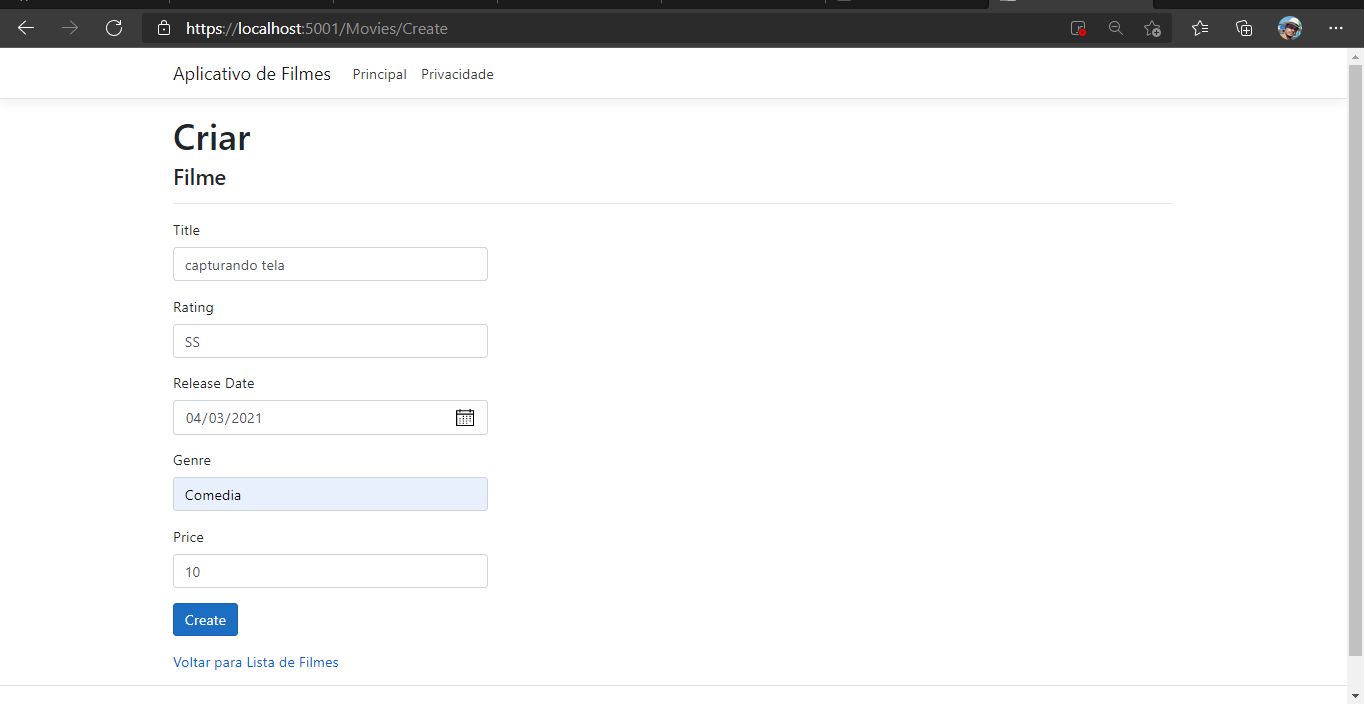 https://localhost:5001/Movies/Create
Aplicativo de Filmes Principal Privacidade
Criar
Filme
Title
capturando tela
Rating
SS
Release Date
04/03/2021
Genre
Comedia
Price
10
Create
Voltar para Lista de Filmes